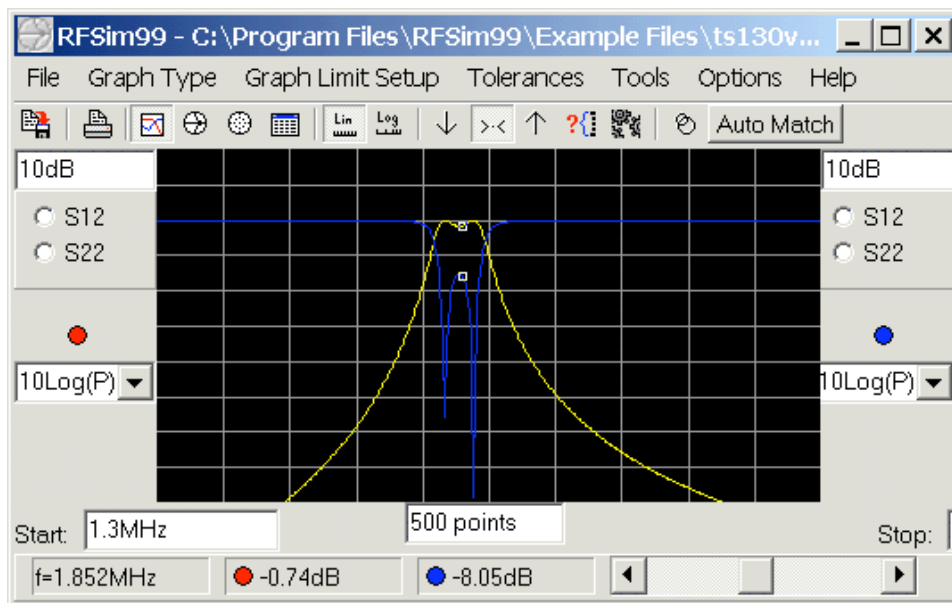 RFSim99 - C:\Program Files\RFSim99\Example Files\ts130v...
File Graph Type Graph Limit Setup Tolerances Tools Options Help
Lin Log Auto Match
10dB 10dB
S12 S12
S22 S22
10Log(P) 10Log(P)
Start: 1.3MHz 500 points Stop:
f=1.852MHz -0.74dB -8.05dB